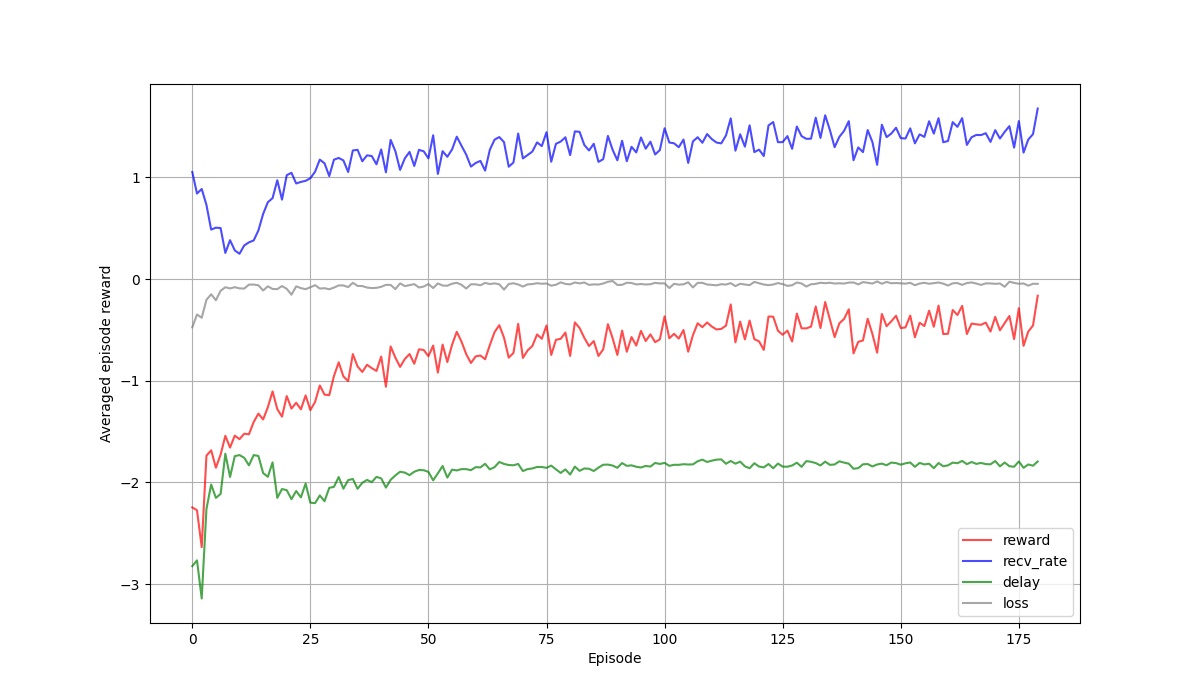 Averaged episode reward
1
0
−1
−2
−3
0 25 50 75 100 125 150 175
Episode
reward
recv_rate
delay
loss